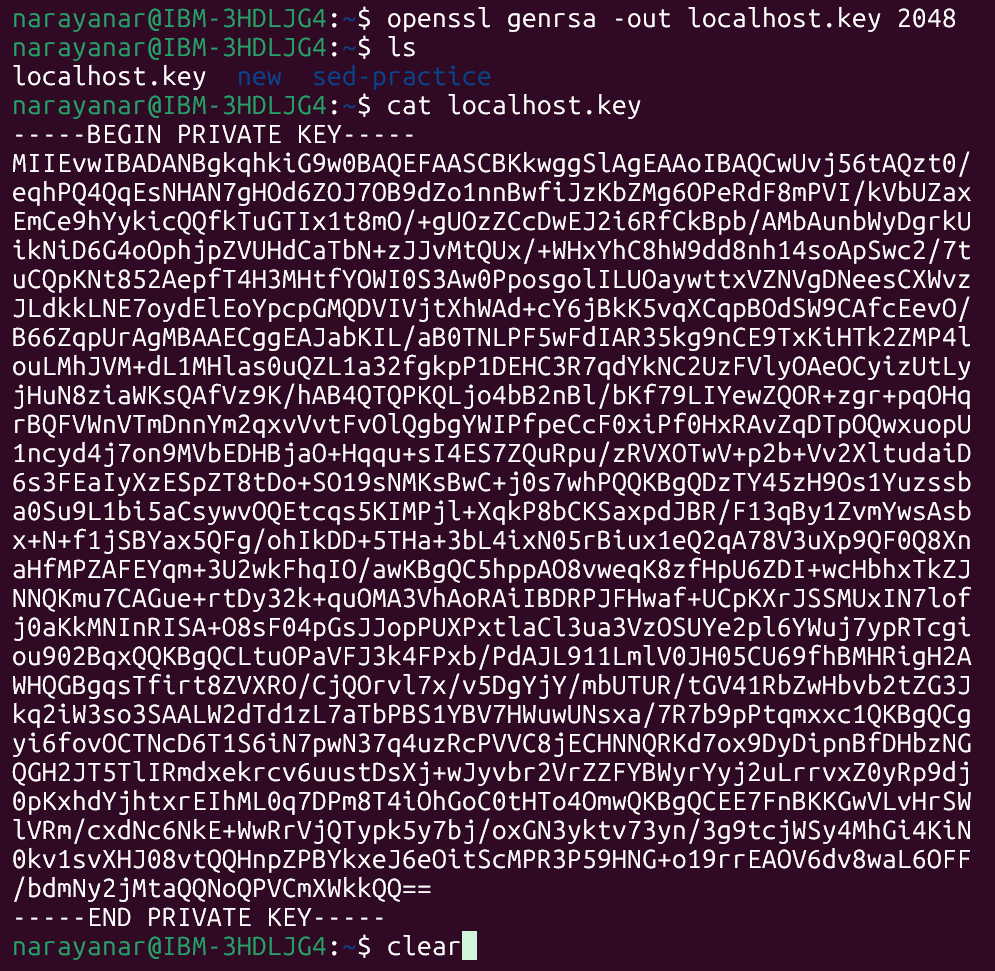 narayanar@IBM-3HDLJG4:~$ openssl genrsa -out localhost.key 2048
narayanar@IBM-3HDLJG4:~$ ls
localhost.key  new  sed-practice
narayanar@IBM-3HDLJG4:~$ cat localhost.key
-----BEGIN PRIVATE KEY-----
MIIEvwIBADANBgkqhkiG9w0BAQEFAASCBKkwggSlAgEAAoIBAQCwUvj56tAQzt0/
eqhPQ4QqEsNHAN7gHOd6ZOJ7OB9dZo1nnBwfiJzKbZMg6OPeRdF8mPVI/kVbUZax
EmCe9hYykicQQfkTuGTIx1t8mO/+gUOzZCcDwEJ2i6RfCkBpb/AMbAunbWyDgrkU
ikNiD6G4oOphjpZVUHdCaTbN+zJJvMtQUx/+WHxYhC8hW9dd8nh14soApSwc2/7t
uCQpKNt852AepfT4H3MHtfYOWI0S3Aw0PposgolILUOaywttxVZNVgDNeesCXWvz
JLdkkLNE7oydElEoYpcpGMQDVIVjtXhWAd+cY6jBkK5vqXCqpBOdSW9CAfcEevO/
B66ZqpUrAgMBAAECggEAJabKIL/aB0TNLPF5wFdIAR35kg9nCE9TxKiHTk2ZMP4l
ouLMhJVM+dL1MHlas0uQZL1a32fgkpP1DEHC3R7qdYkNC2UzFVlyOAeOCyizUtLy
jHuN8ziaWKsQAfVz9K/hAB4QTQPKQLjo4bB2nBl/bKf79LIYewZQOR+zgr+pqOHq
rBQFVWnVTmDnnYm2qxvVvtFvOlQgbgYWIPfpeCcF0xiPf0HxRAvZqDTpOQwxuopU
1ncyd4j7on9MVbEDHBjaO+Hqqu+sI4ES7ZQuRpu/zRVXOTwV+p2b+Vv2XltudaiD
6s3FEaIyXzESpZT8tDo+SO19sNMKsBwC+j0s7whPQQKBgQDzTY45zH9Os1Yuzssb
a0Su9L1bi5aCsywvOQEtcqs5KIMPjl+XqkP8bCKSaxpdJBR/F13qBy1ZvmYwsAsb
x+N+f1jSBYax5QFg/ohIkDD+5THa+3bL4ixN05rBiux1eQ2qA78V3uXp9QF0Q8Xn
aHfMPZAFEYqm+3U2wkFhqIO/awKBgQC5hppAO8vweqK8zfHpU6ZDI+wcHbhxTkZJ
NNQKmu7CAGue+rtDy32k+quOMA3VhAoRAiIBDRPJFHwaf+UCpKXrJSSMUxIN7lof
j0aKkMNInRISA+O8sF04pGsJJopPUXPxtlaCl3ua3VzOSUYe2pl6YWuj7ypRTcgi
ou902BqxQQKBgQCLtuOPaVFJ3k4FPxb/PdAJL911LmlV0JH05CU69fhBMHRigH2A
WHQGBgqsTfirt8ZVXRO/CjQOrvl7x/v5DgYjY/mbUTUR/tGV41RbZwHbvb2tZG3J
kq2iW3so3SAALW2dTd1zL7aTbPBS1YBV7HWuwUNsxa/7R7b9pPtqmxxc1QKBgQCg
yi6fovOCTNcD6T1S6iN7pwN37q4uzRcPVVC8jECHNNQRKd7ox9DyDipnBfDHbzNG
QGH2JT5TlIRmdxekrcv6uustDsXj+wJyvbr2VrZZFYBWyrYyj2uLrrvxZ0yRp9dj
0pKxhdYjhtxrEIhML0q7DPm8T4iOhGoC0tHTo4OmwQKBgQCEE7FnBKKGwVLvHrSW
lVRm/cxdNc6NkE+WwRrVjQTypk5y7bj/oxGN3yktv73yn/3g9tcjWSy4MhGi4KiN
0kv1svXHJ08vtQQHnpZPBYkxeJ6eOitScMPR3P59HNG+o19rrEAOV6dv8waL6OFF
/bdmNy2jMtaQQNoQPVCmXWkkQQ==
-----END PRIVATE KEY-----
narayanar@IBM-3HDLJG4:~$ clear